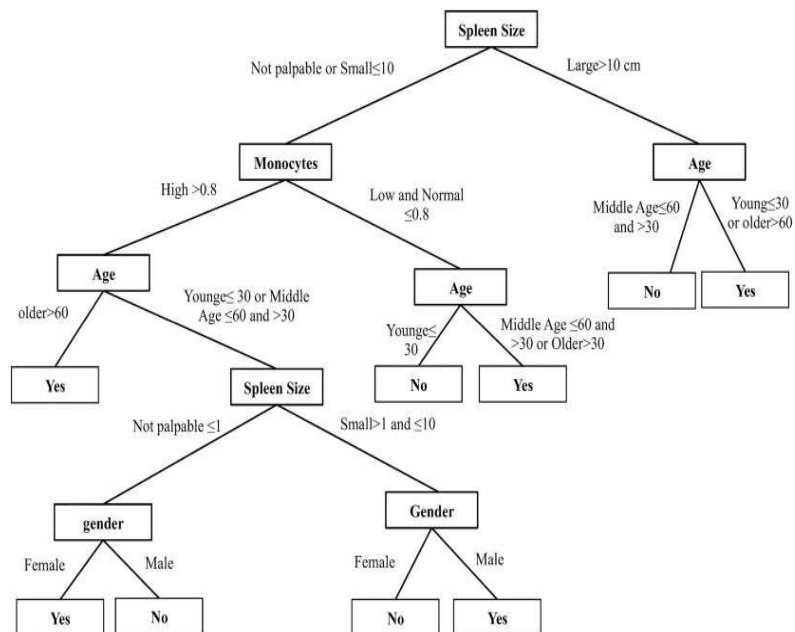 Spleen Size
Not palpable or Small≤10
Large>10 cm
Monocytes
Age
High >0.8
Low and Normal
≤0.8
Middle Age≤60
and >30
Young≤30
or older>60
Age
Age
No
Yes
older>60
Younge≤ 30 or Middle
Age ≤60 and >30
Younge≤
30
Middle Age ≤60 and
>30 or Older>30
Yes
Spleen Size
No
Yes
Not palpable ≤1
Small>1 and ≤10
gender
Gender
Female
Male
Female
Male
Yes
No
No
Yes